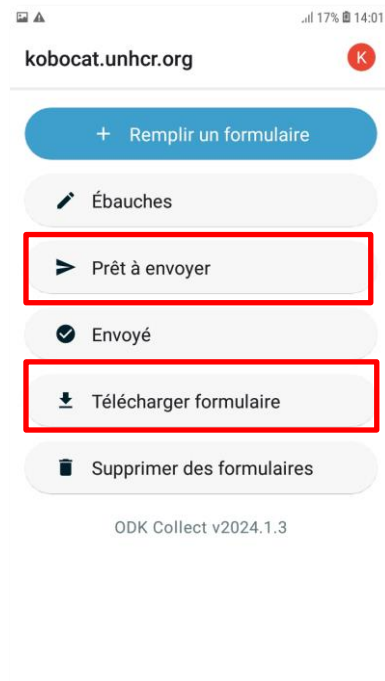 17% 14:01
kobocat.unhcr.org K
+ Remplir un formulaire
Ébauches
Prêt à envoyer
Envoyé
Télécharger formulaire
Supprimer des formulaires
ODK Collect v2024.1.3